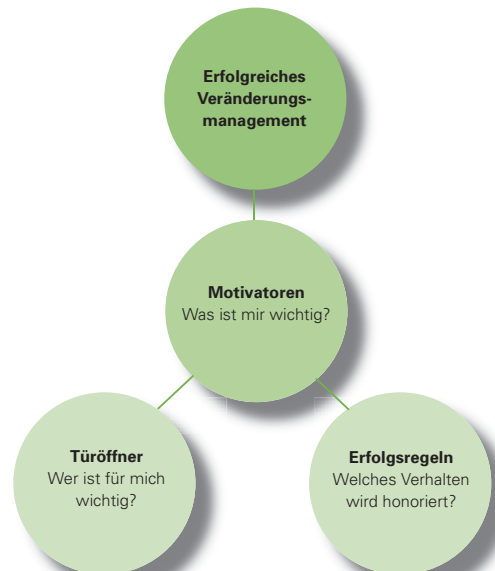 Erfolgreiches
Veränderungs-
management
Motivatoren
Was ist mir wichtig?
Türöffner
Wer ist für mich
wichtig?
Erfolgsregeln
Welches Verhalten
wird honoriert?